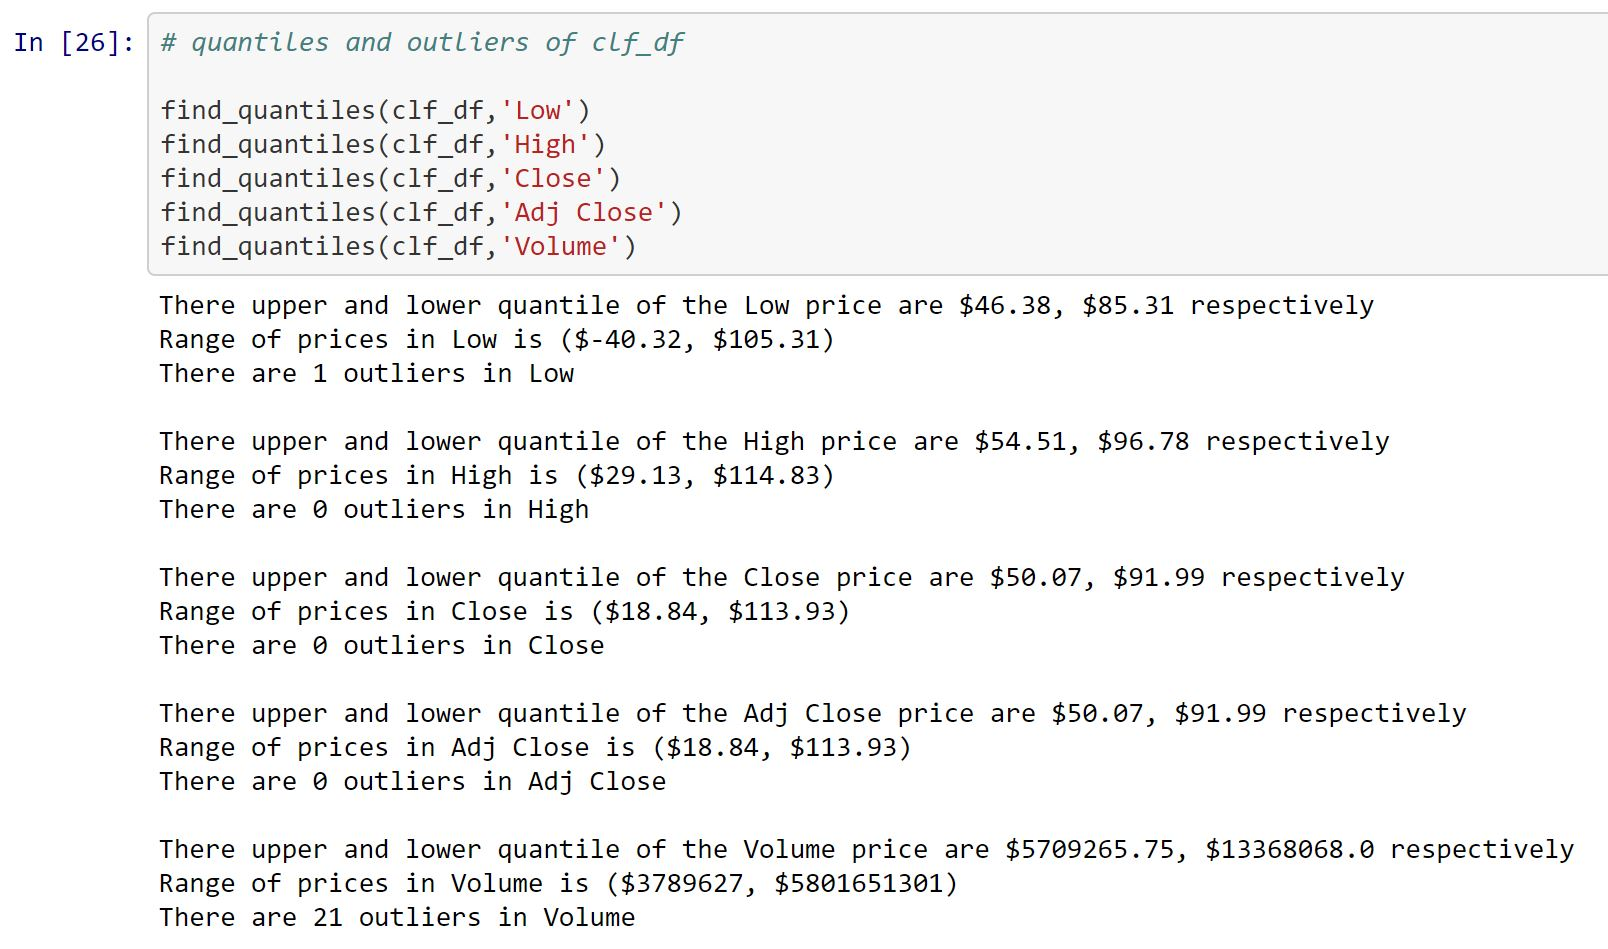 In [26]: # quantiles and outliers of clf_df
find_quantiles(clf_df,'Low')
find_quantiles(clf_df,'High')
find_quantiles(clf_df,'Close')
find_quantiles(clf_df,'Adj Close')
find_quantiles(clf_df,'Volume')
There upper and lower quantile of the Low price are $46.38, $85.31 respectively
Range of prices in Low is ($-40.32, $105.31)
There are 1 outliers in Low
There upper and lower quantile of the High price are $54.51, $96.78 respectively
Range of prices in High is ($29.13, $114.83)
There are 0 outliers in High
There upper and lower quantile of the Close price are $50.07, $91.99 respectively
Range of prices in Close is ($18.84, $113.93)
There are 0 outliers in Close
There upper and lower quantile of the Adj Close price are $50.07, $91.99 respectively
Range of prices in Adj Close is ($18.84, $113.93)
There are 0 outliers in Adj Close
There upper and lower quantile of the Volume price are $5709265.75, $13368068.0 respectively
Range of prices in Volume is ($3789627, $5801651301)
There are 21 outliers in Volume